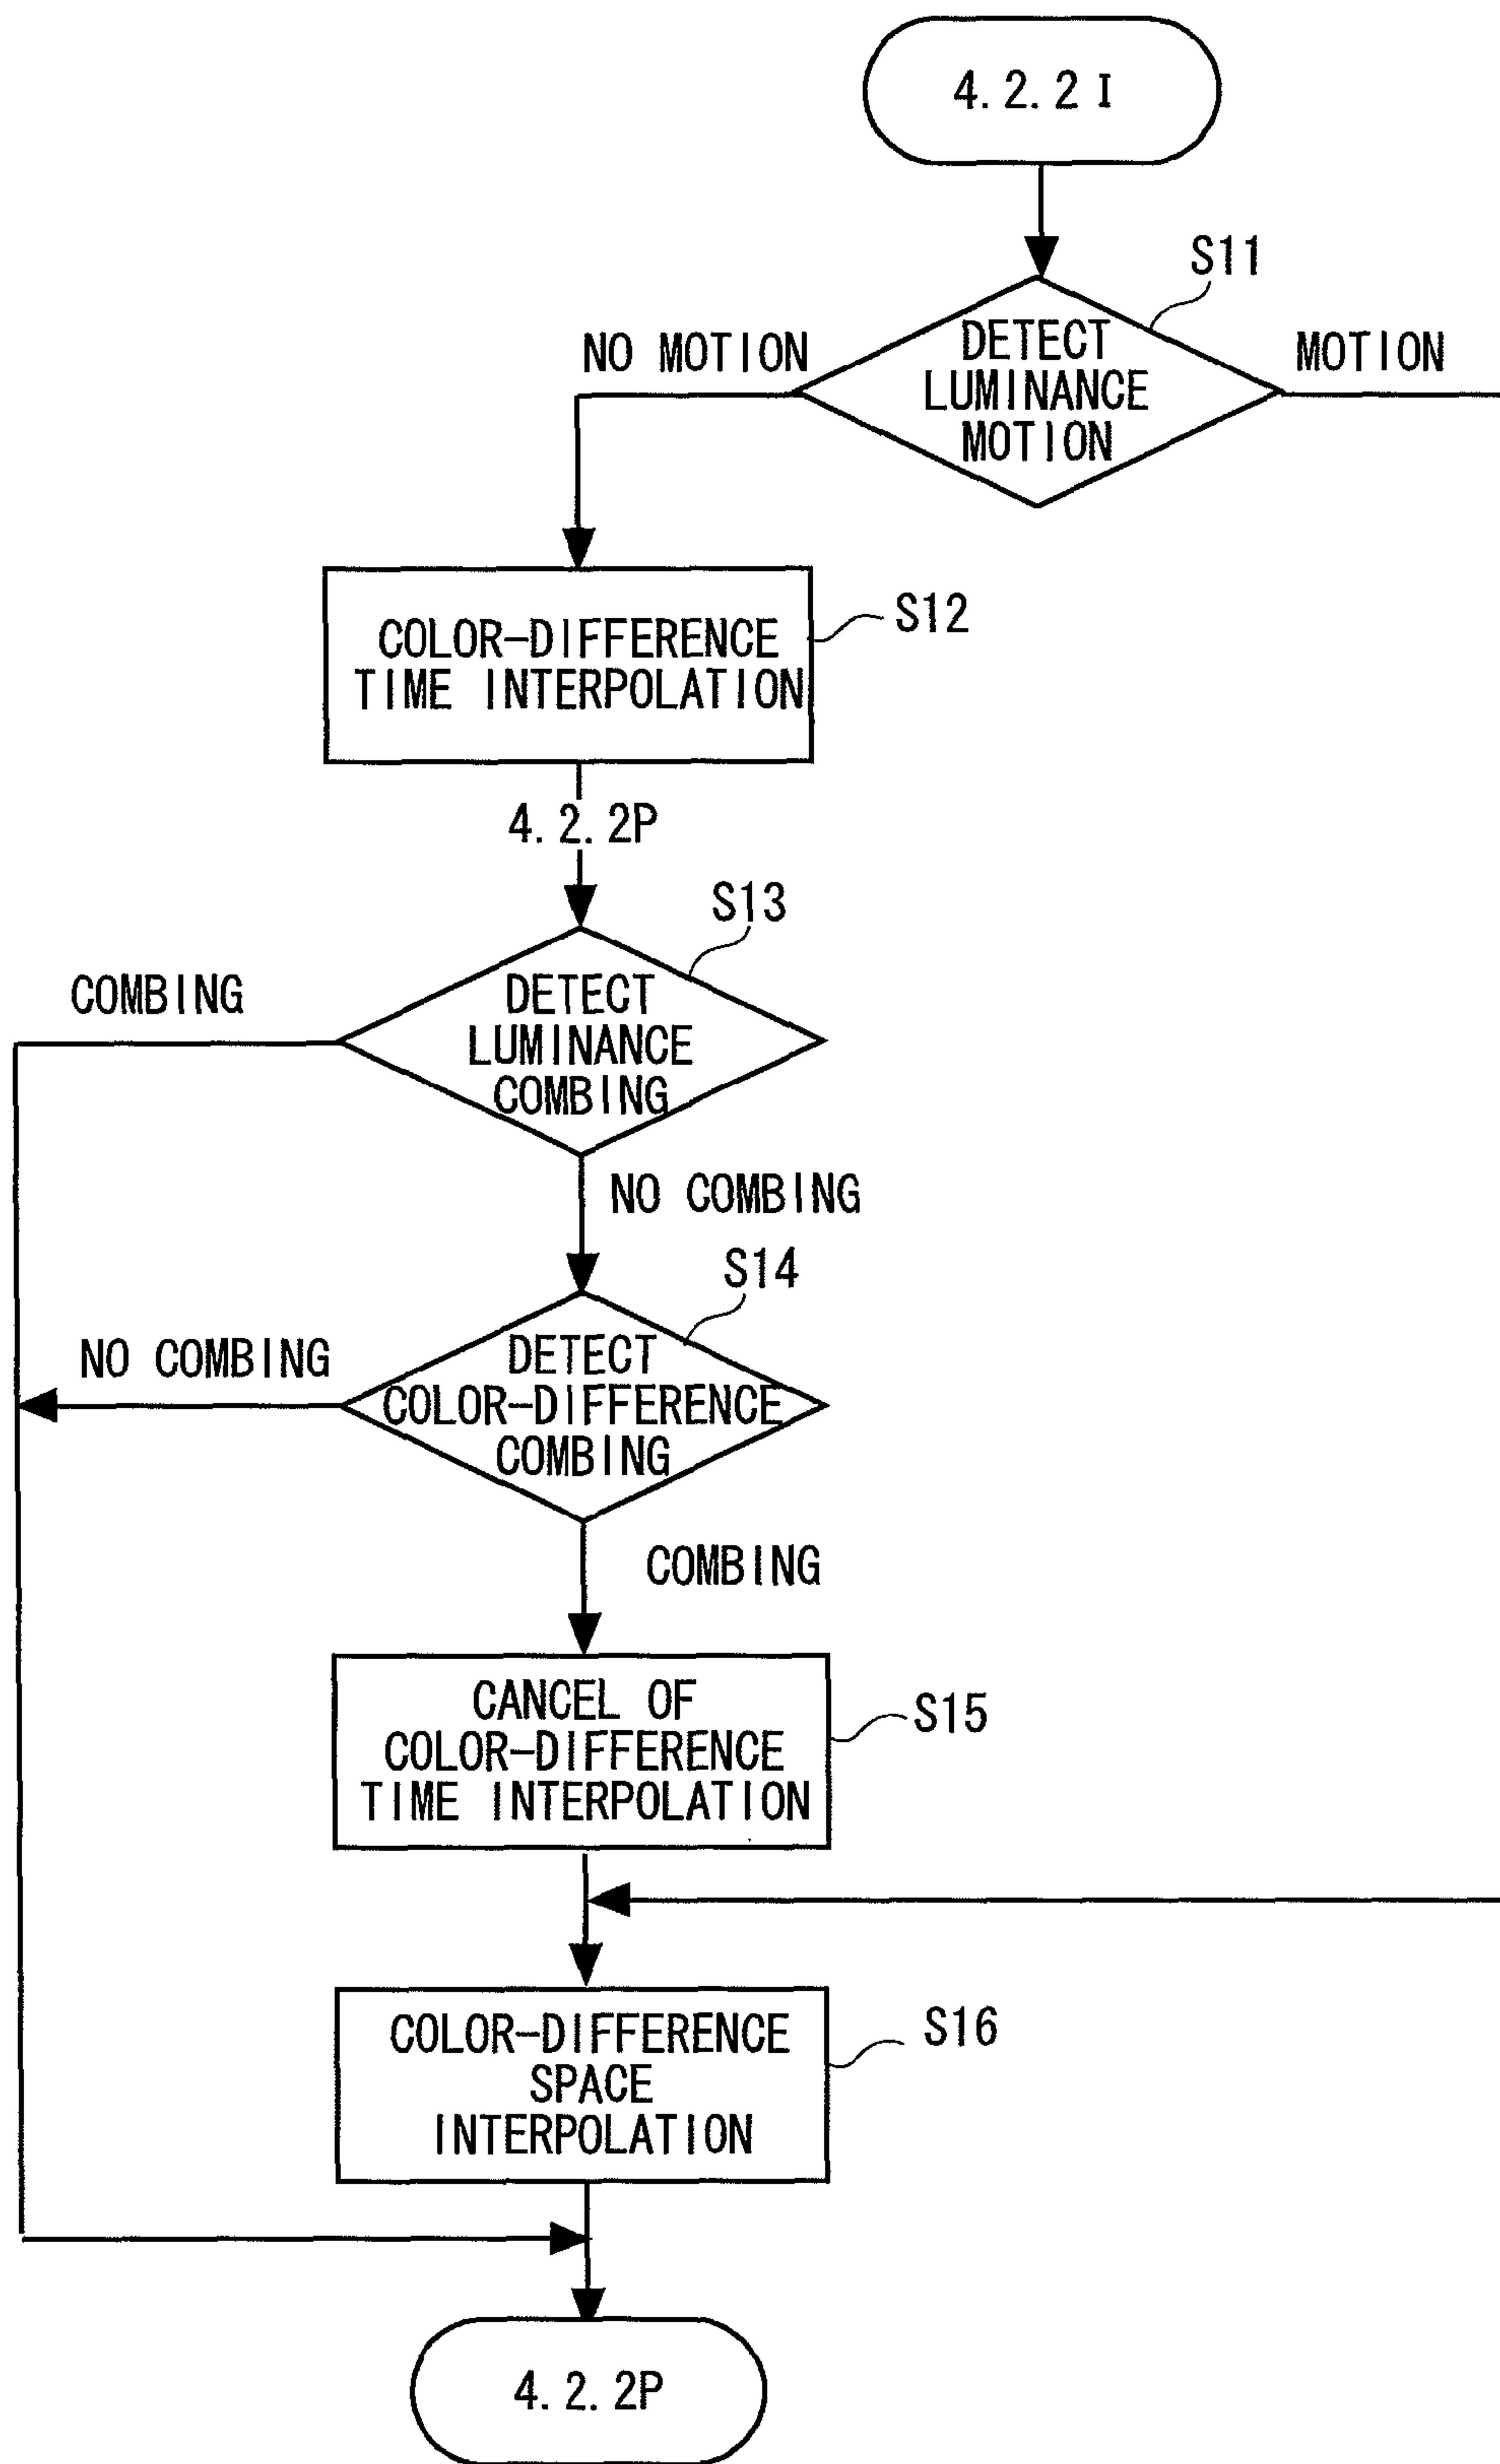 4.2.2I
S11
NO MOTION
DETECT
LUMINANCE
MOTION
MOTION
COLOR-DIFFERENCE
TIME INTERPOLATION
S12
4.2.2P
S13
COMBING
DETECT
LUMINANCE
COMBING
NO COMBING
S14
NO COMBING
DETECT
COLOR-DIFFERENCE
COMBING
COMBING
CANCEL OF
COLOR-DIFFERENCE
TIME INTERPOLATION
S15
COLOR-DIFFERENCE
SPACE
INTERPOLATION
S16
4.2.2P